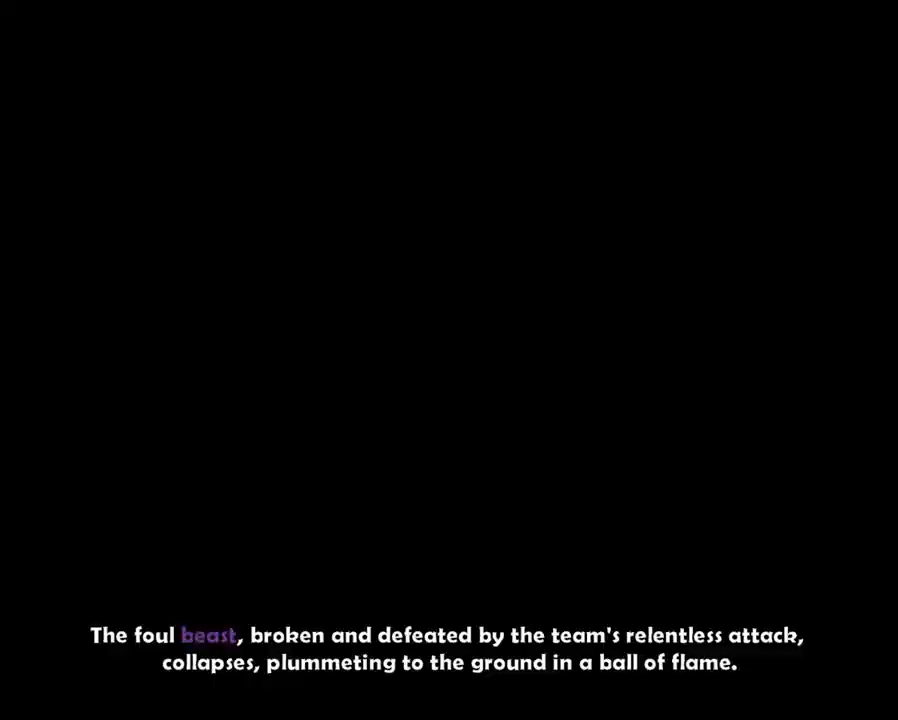 The foul beast, broken and defeated by the team's relentless attack,
collapses, plummeting to the ground in a ball of flame.